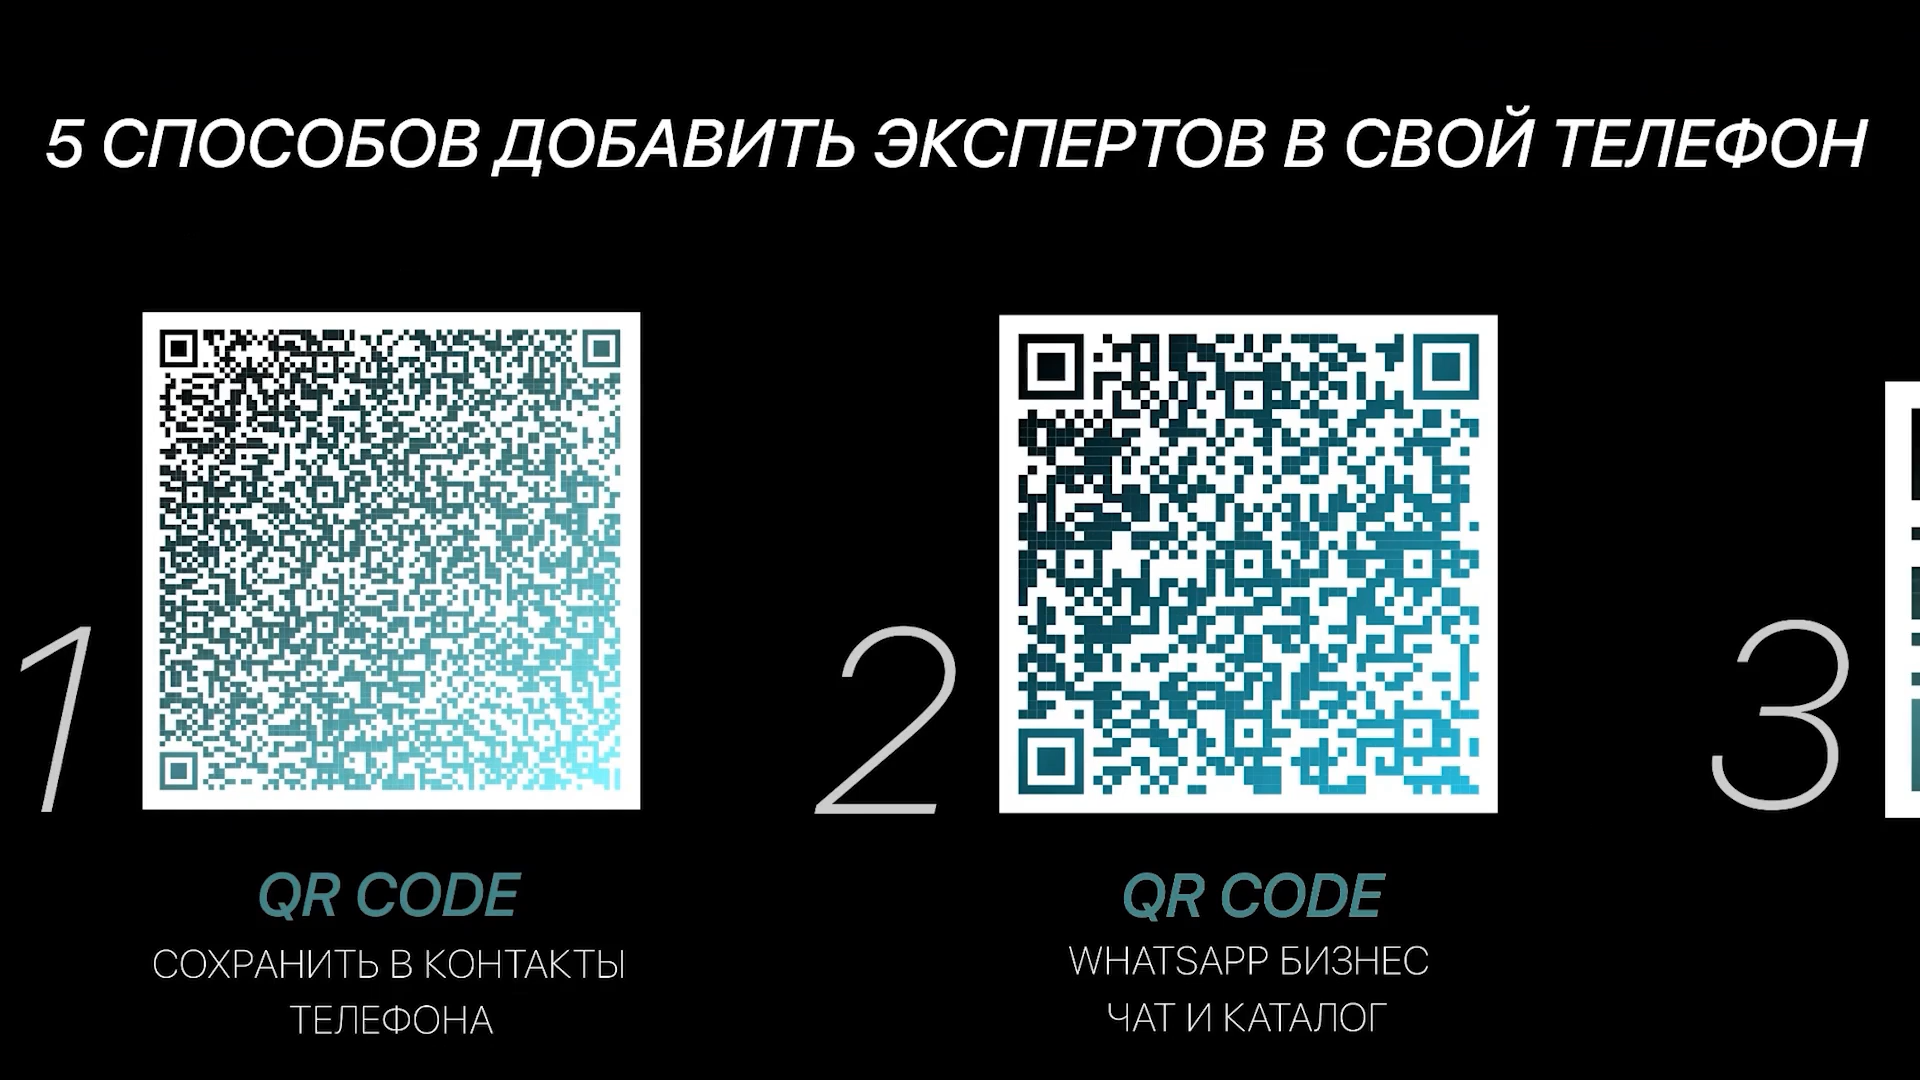 5 СПОСОБОВ ДОБАВИТЬ ЭКСПЕРТОВ В СВОЙ ТЕЛЕФОН
1
QR CODE
СОХРАНИТЬ В КОНТАКТЫ
ТЕЛЕФОНА
2
QR CODE
WHATSAPP БИЗНЕС
ЧАТ И КАТАЛОГ
3